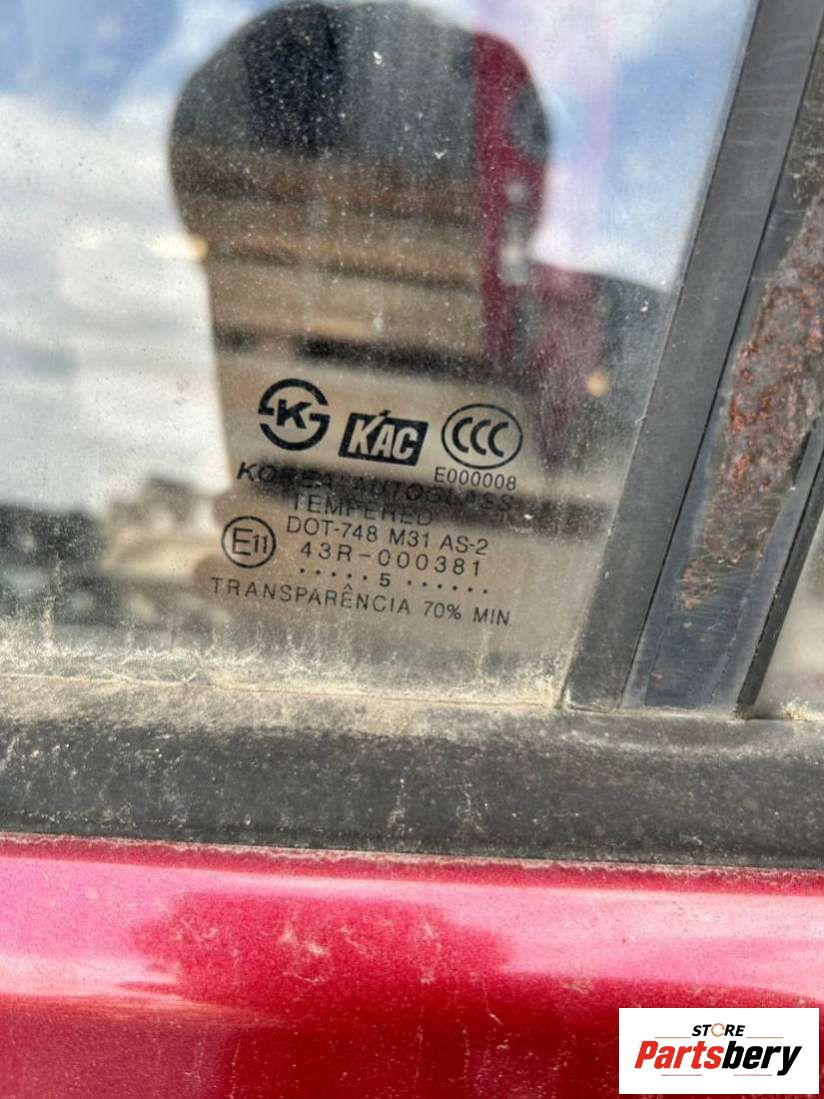 K
KAC
CCC
E000008
KOREA AUTOGLASS
TEMPERED
DOT-748 M31 AS-2
E11
43R-000381
.....5......
TRANSPARÊNCIA 70% MIN
STORE
Partsbery